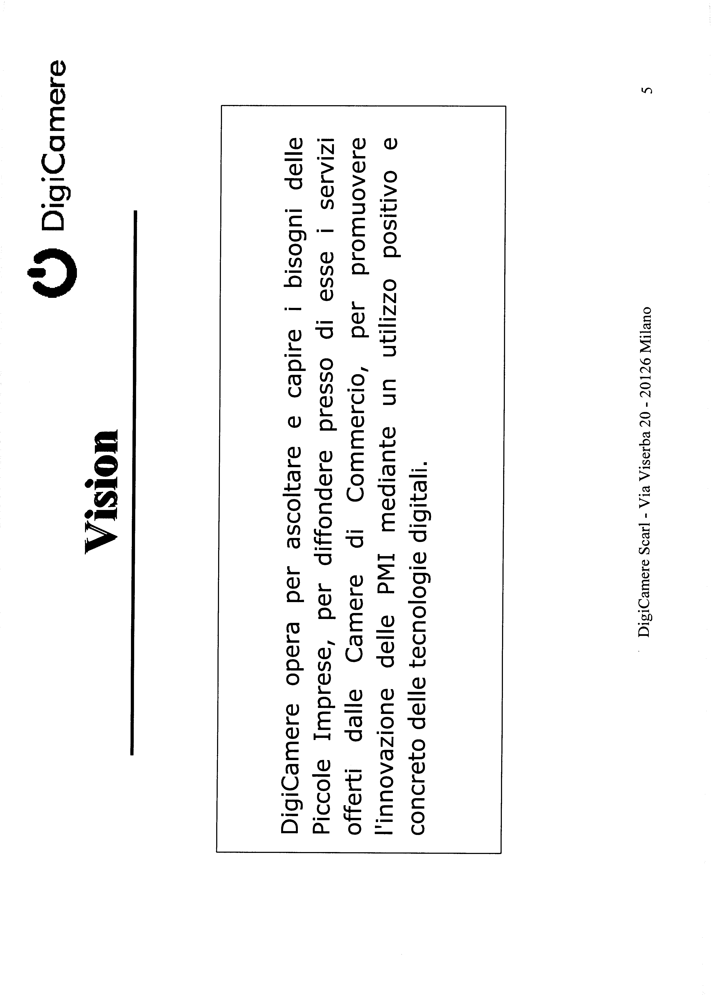 DigiCamere
Vision
DigiCamere opera per ascoltare e capire i bisogni delle
Piccole Imprese, per diffondere presso di esse i servizi
offerti dalle Camere di Commercio, per promuovere
l'innovazione delle PMI mediante un utilizzo positivo e
concreto delle tecnologie digitali.
DigiCamere Scarl - Via Viserba 20 - 20126 Milano
5